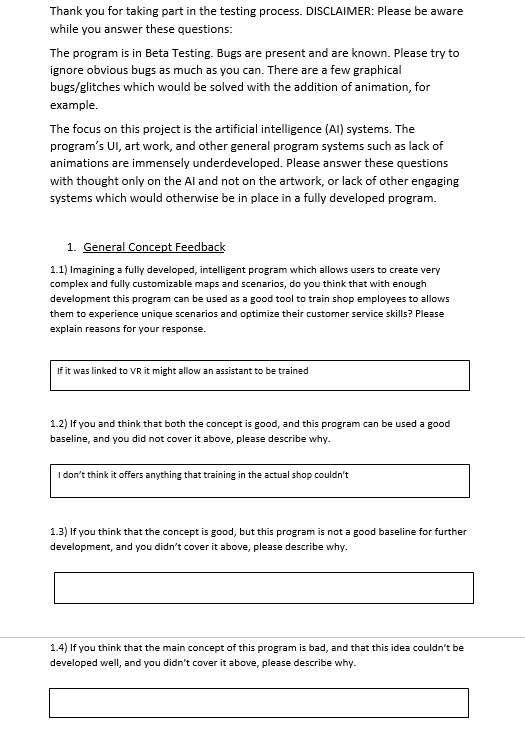 Thank you for taking part in the testing process. DISCLAIMER: Please be aware
while you answer these questions:
The program is in Beta Testing. Bugs are present and are known. Please try to
ignore obvious bugs as much as you can. There are a few graphical
bugs/glitches which would be solved with the addition of animation, for
example.
The focus on this project is the artificial intelligence (AI) systems. The
program's UI, art work, and other general program systems such as lack of
animations are immensely underdeveloped. Please answer these questions
with thought only on the AI and not on the artwork, or lack of other engaging
systems which would otherwise be in place in a fully developed program.
1. General Concept Feedback
1.1) Imagining a fully developed, intelligent program which allows users to create very
complex and fully customizable maps and scenarios, do you think that with enough
development this program can be used as a good tool to train shop employees to allows
them to experience unique scenarios and optimize their customer service skills? Please
explain reasons for your response.
If it was linked to VR it might allow an assistant to be trained
1.2) If you and think that both the concept is good, and this program can be used a good
baseline, and you did not cover it above, please describe why.
I don't think it offers anything that training in the actual shop couldn't
1.3) If you think that the concept is good, but this program is not a good baseline for further
development, and you didn't cover it above, please describe why.
1.4) If you think that the main concept of this program is bad, and that this idea couldn't be
developed well, and you didn't cover it above, please describe why.